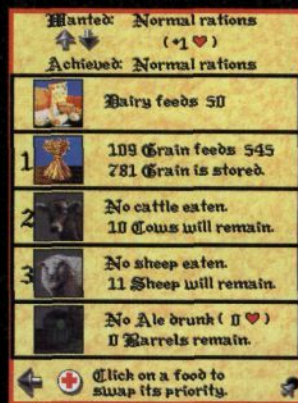 Wanted: Normal rations
(+1 ♥)
Achieved: Normal rations
Dairy feeds 50
1
109 Grain feeds 545
781 Grain is stored.
2
No cattle eaten.
10 Cows will remain.
3
No sheep eaten.
11 Sheep will remain.
No Ale drunk ( 0 ♥ )
0 Barrels remain.
Click on a food to
swap its priority.